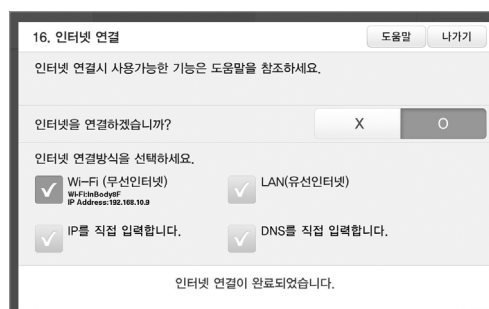 16. 인터넷 연결
도움말
나가기
인터넷 연결시 사용가능한 기능은 도움말을 참조하세요.
인터넷을 연결하겠습니까?
X
O
인터넷 연결방식을 선택하세요.
Wi-Fi (무선인터넷)
Wi-Fi:InBody8F
IP Address:192.168.10.9
LAN(유선인터넷)
IP를 직접 입력합니다.
DNS를 직접 입력합니다.
인터넷 연결이 완료되었습니다.